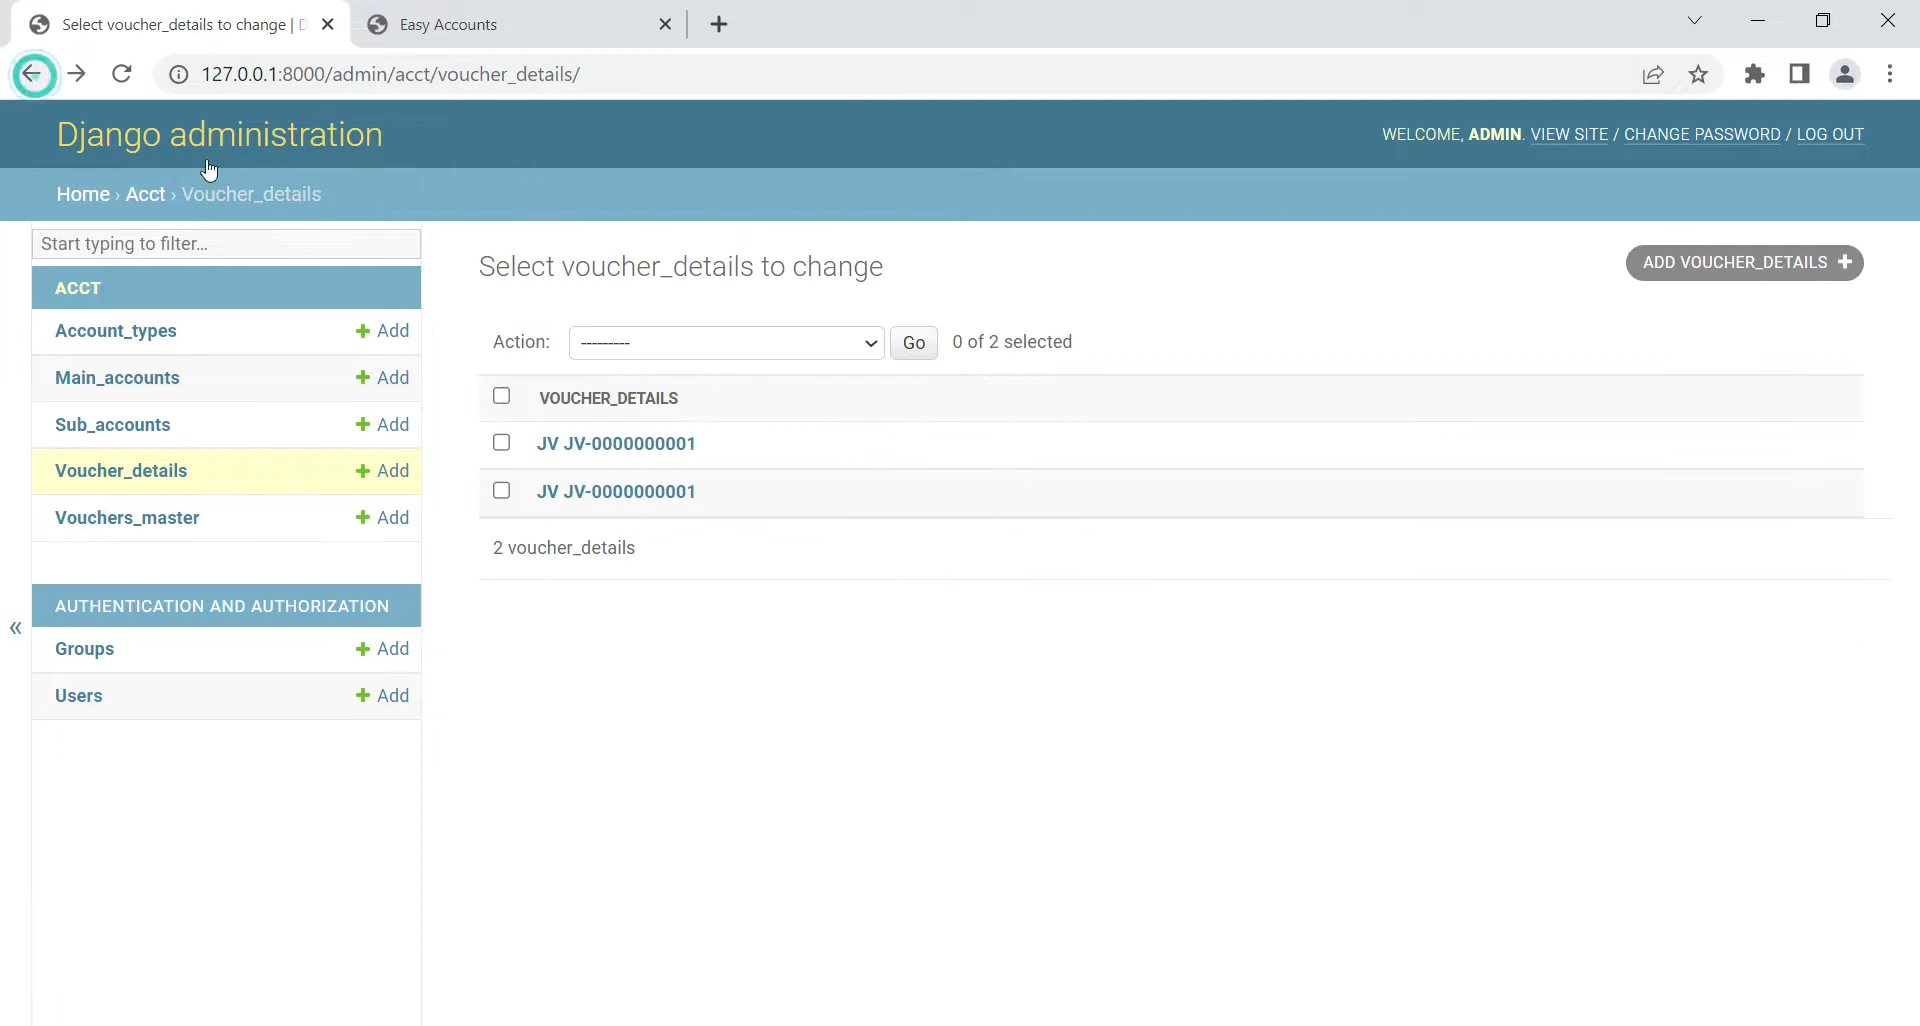 Select voucher_details to change | D
Easy Accounts
127.0.0.1:8000/admin/acct/voucher_details/
Django administration
WELCOME, ADMIN. VIEW SITE / CHANGE PASSWORD / LOG OUT
Home › Acct › Voucher_details
Start typing to filter...
ACCT
Account_types + Add
Main_accounts + Add
Sub_accounts + Add
Voucher_details + Add
Vouchers_master + Add
AUTHENTICATION AND AUTHORIZATION
Groups + Add
Users + Add
«
Select voucher_details to change
ADD VOUCHER_DETAILS +
Action: --------- Go 0 of 2 selected
VOUCHER_DETAILS
JV JV-0000000001
JV JV-0000000001
2 voucher_details